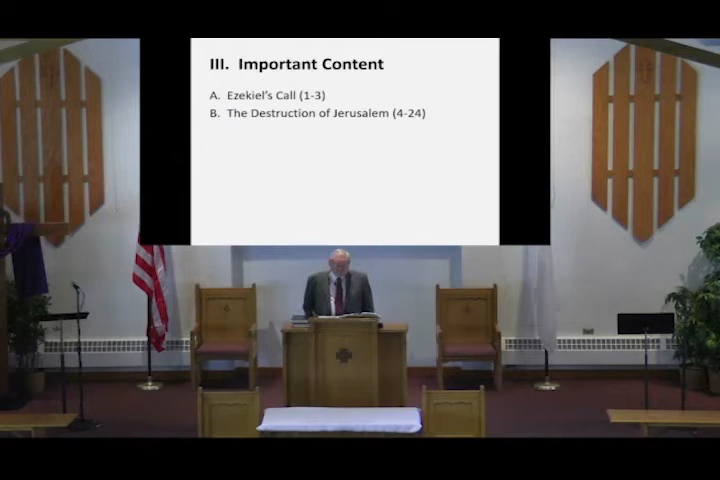 III. Important Content
A. Ezekiel's Call (1-3)
B. The Destruction of Jerusalem (4-24)